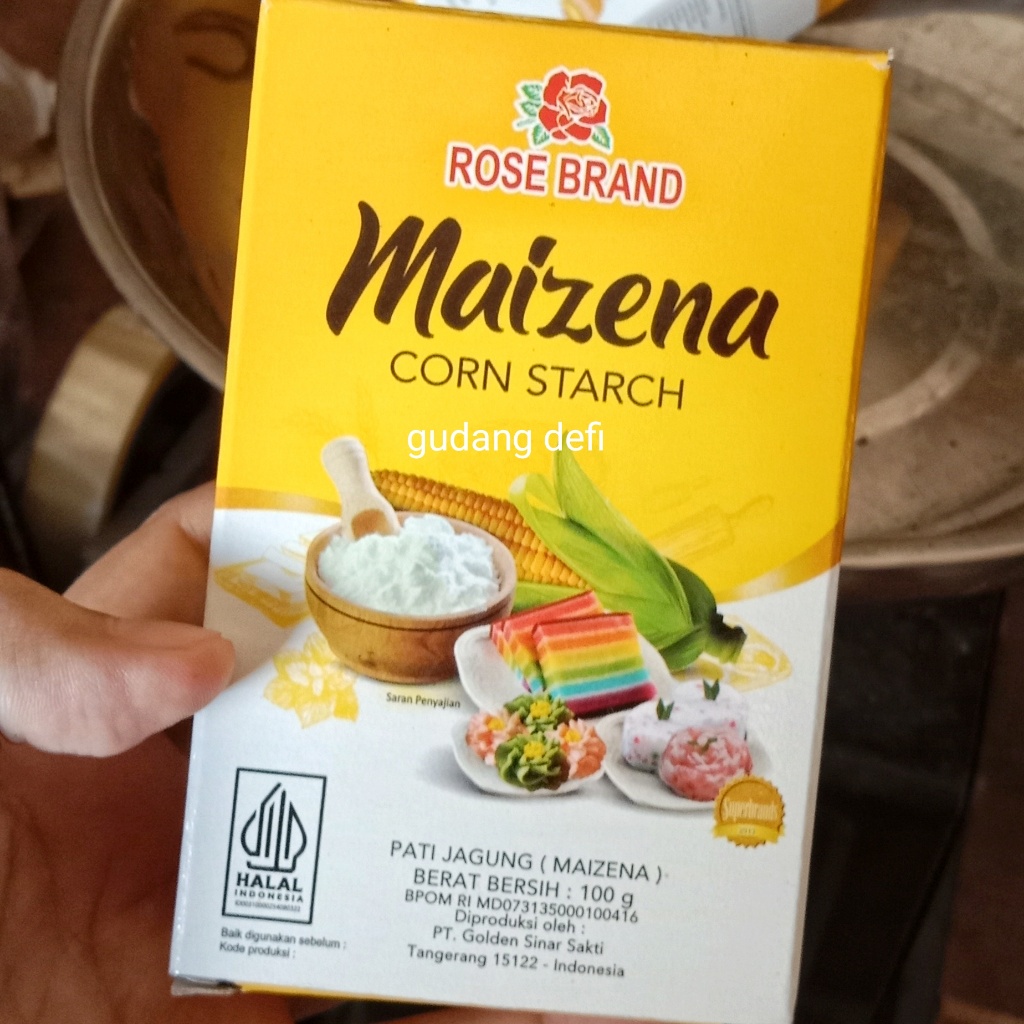 ROSE BRAND
Maizena
CORN STARCH
gudang defi
Saran Penyajian
Superbrands
HALAL
INDONESIA
PATI JAGUNG ( MAIZENA )
BERAT BERSIH : 100 g
BPOM RI MD073135000100416
Diproduksi oleh :
PT. Golden Sinar Sakti
Tangerang 15122 - Indonesia
Baik digunakan sebelum :
Kode produksi :